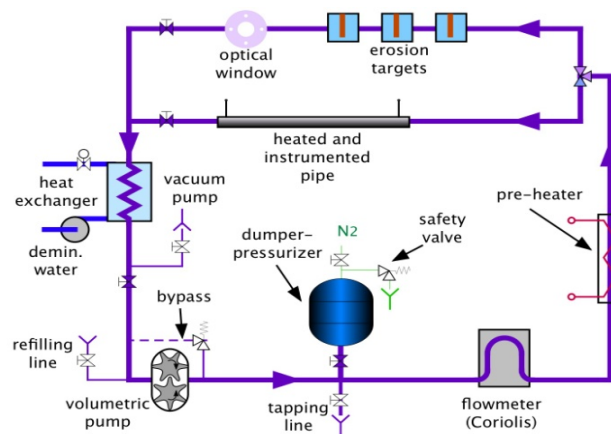 optical
window
erosion
targets
heated and
instrumented
pipe
heat
exchanger
vacuum
pump
demin.
water
N2
safety
valve
dumper-
pressurizer
pre-heater
bypass
refilling
line
volumetric
pump
tapping
line
flowmeter
(Coriolis)